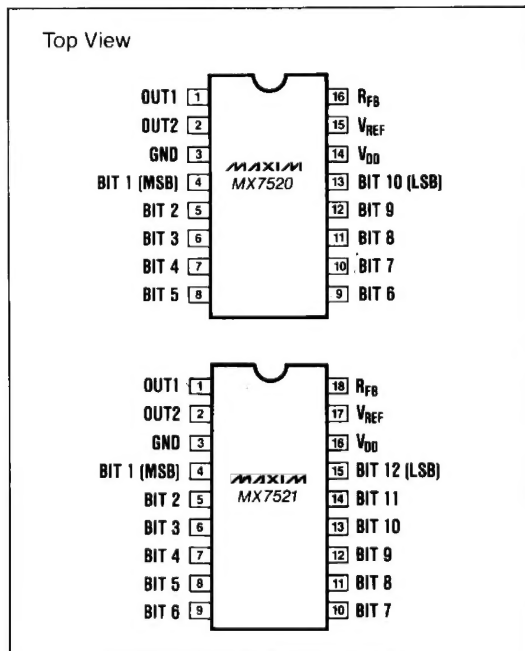 Top View
OUT1 1 16 RFB
OUT2 2 15 VREF
GND 3 14 VDD
MAXIM
BIT 1 (MSB) 4 MX7520 13 BIT 10 (LSB)
BIT 2 5 12 BIT 9
BIT 3 6 11 BIT 8
BIT 4 7 10 BIT 7
BIT 5 8 9 BIT 6
OUT1 1 18 RFB
OUT2 2 17 VREF
GND 3 16 VDD
BIT 1 (MSB) 4 MAXIM 15 BIT 12 (LSB)
BIT 2 5 MX7521 14 BIT 11
BIT 3 6 13 BIT 10
BIT 4 7 12 BIT 9
BIT 5 8 11 BIT 8
BIT 6 9 10 BIT 7